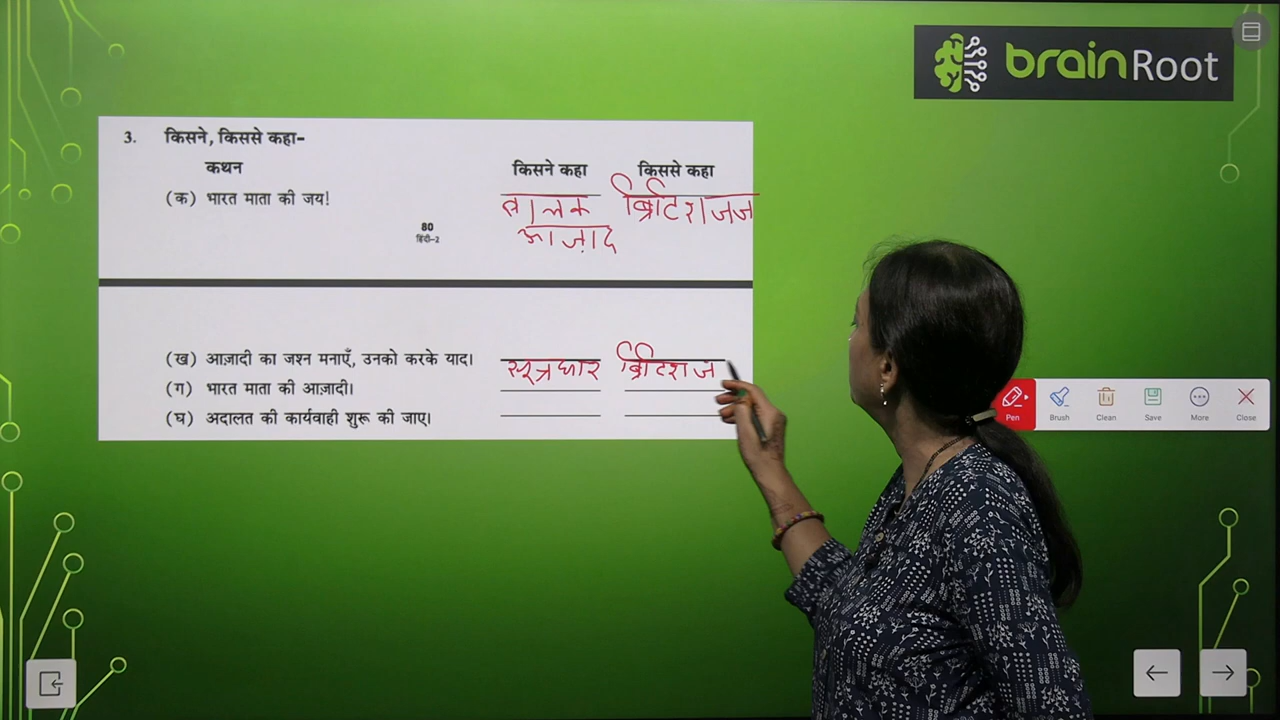 brainRoot
3. किसने, किससे कहा-
कथन किसने कहा किससे कहा
(क) भारत माता की जय! बालक ब्रिटिश जज
आज़ाद
80
हिंदी-2
(ख) आज़ादी का जश्न मनाएँ, उनको करके याद। सूत्रधार ब्रिटिश ज
(ग) भारत माता की आज़ादी।
(घ) अदालत की कार्यवाही शुरू की जाए।
Pen Brush Clean Save More Close